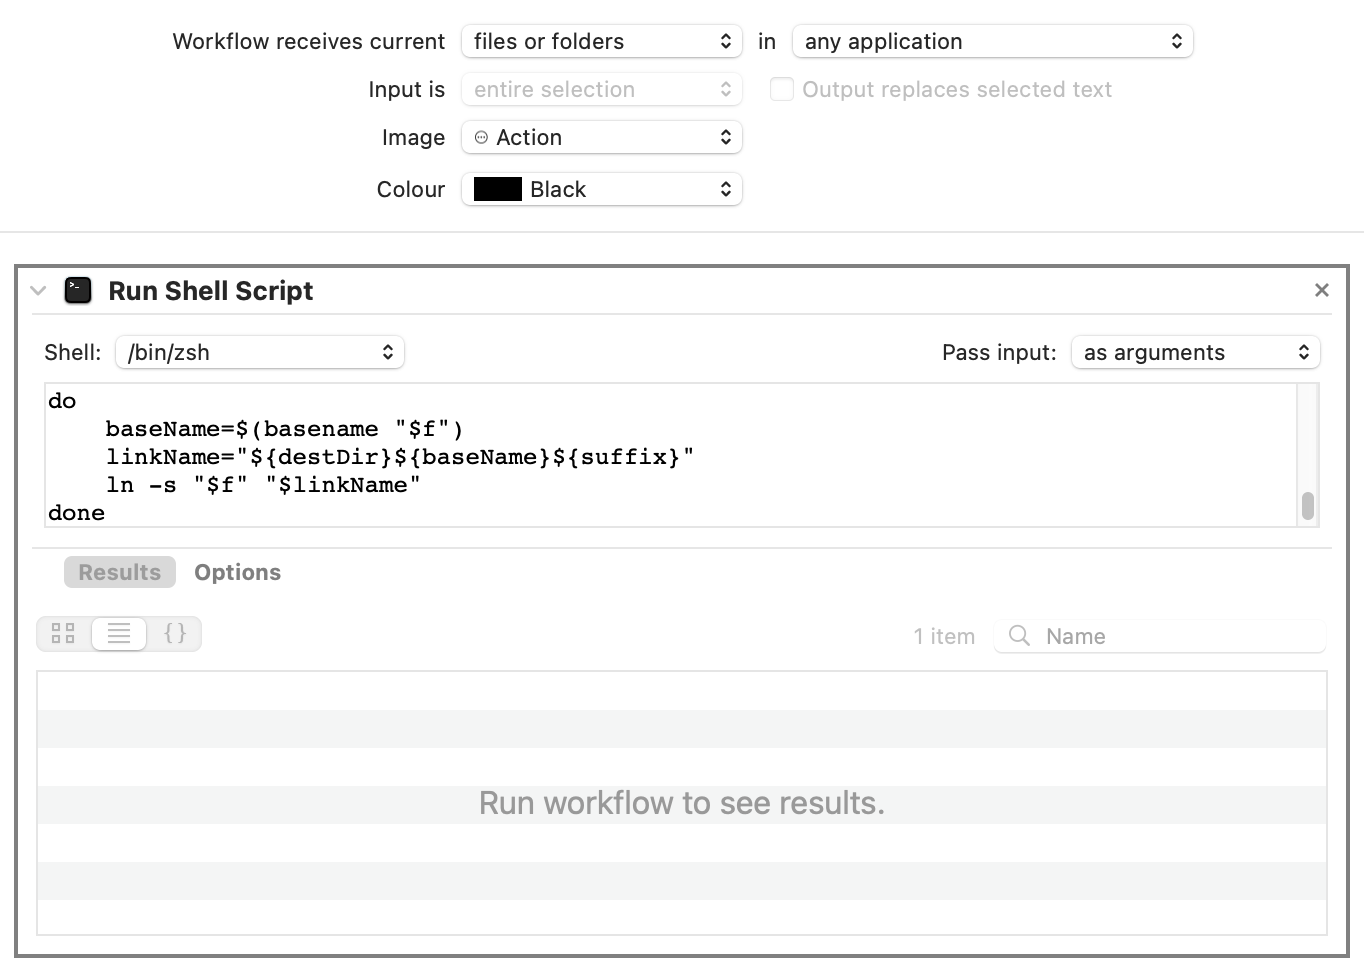 Workflow receives current files or folders in any application
Input is entire selection Output replaces selected text
Image Action
Colour Black
Run Shell Script
Shell: /bin/zsh Pass input: as arguments
do
    baseName=$(basename "$f")
    linkName="${destDir}${baseName}${suffix}"
    ln -s "$f" "$linkName"
done
Results Options
1 item Name
Run workflow to see results.